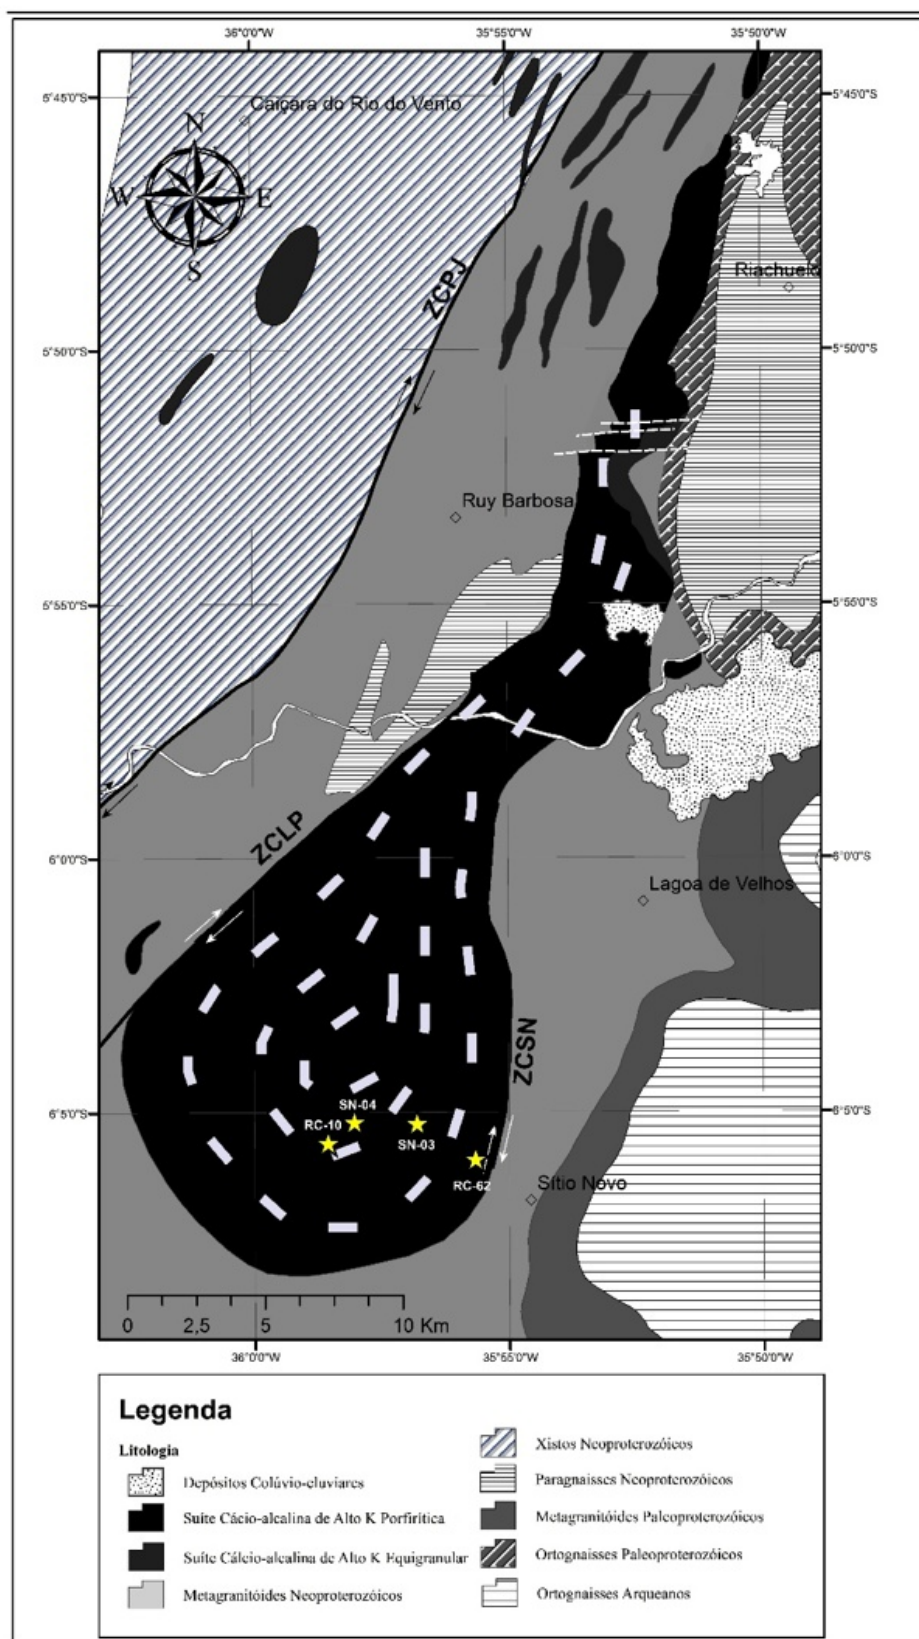 36°0'0"W 35°55'0"W 35°50'0"W
5°45'0"S 5°45'0"S
Caiçara do Rio do Vento
N
W E
S
Riachuelo
ZCPJ
5°50'0"S 5°50'0"S
Ruy Barbosa
5°55'0"S 5°55'0"S
ZCLP
6°0'0"S 6°0'0"S
Lagoa de Velhos
ZCSN
6°5'0"S 6°5'0"S
SN-04
RC-10
SN-03
RC-62
Sítio Novo
0 2,5 5 10 Km
36°0'0"W 35°55'0"W 35°50'0"W
Legenda
Litologia
Depósitos Colúvio-eluviares
Suíte Cácio-alcalina de Alto K Porfirítica
Suíte Cálcio-alcalina de Alto K Equigranular
Metagranitóides Neoproterozóicos
Xistos Neoproterozóicos
Paragnaisses Neoproterozóicos
Metagranitóides Paleoproterozóicos
Ortognaisses Paleoproterozóicos
Ortognaisses Arqueanos